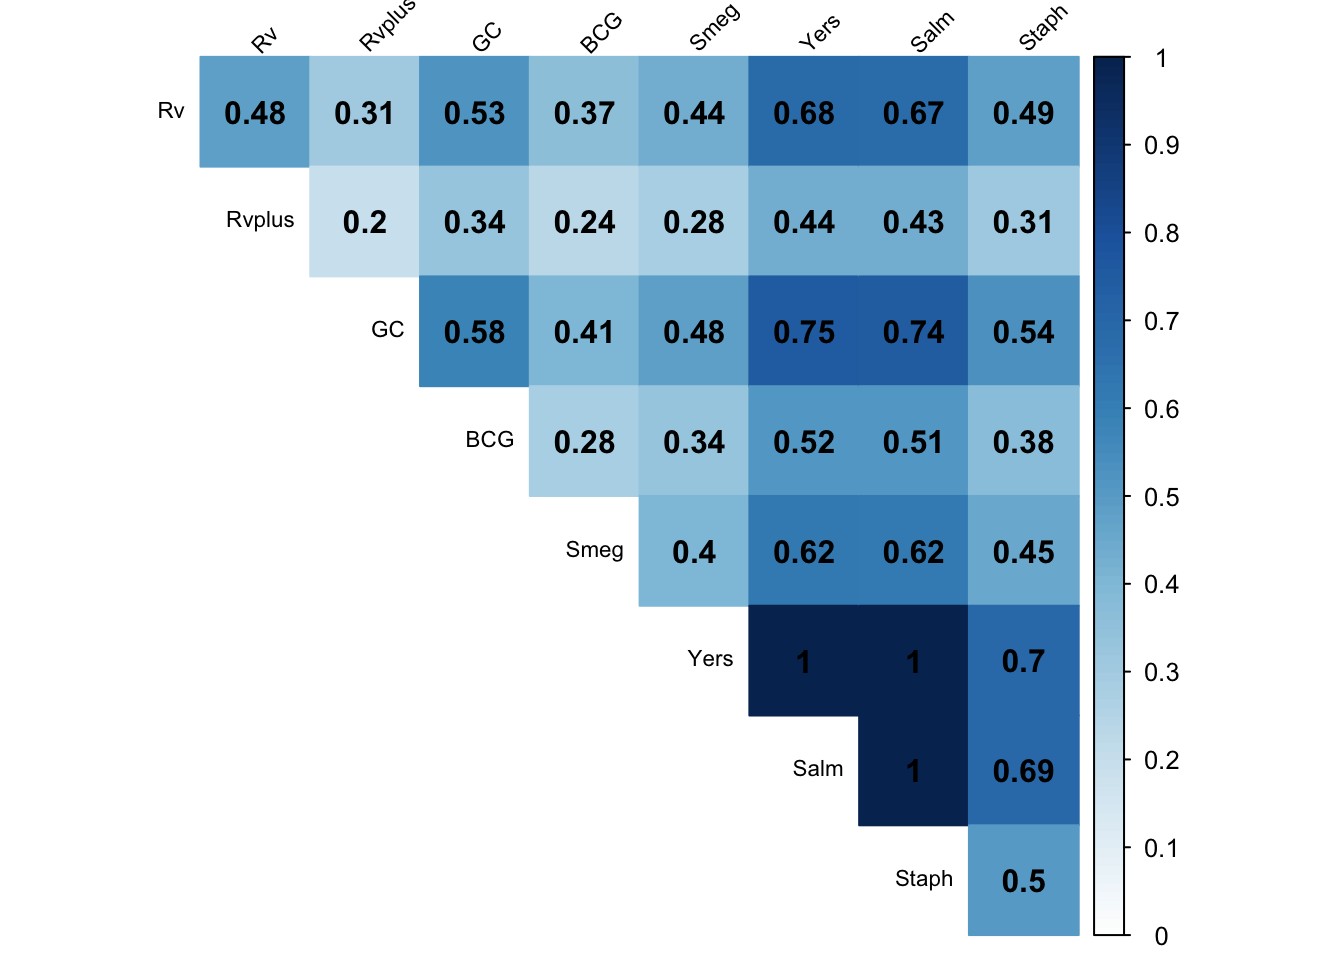 Rv Rvplus GC BCG Smeg Yers Salm Staph
Rv 0.48 0.31 0.53 0.37 0.44 0.68 0.67 0.49
Rvplus 0.2 0.34 0.24 0.28 0.44 0.43 0.31
GC 0.58 0.41 0.48 0.75 0.74 0.54
BCG 0.28 0.34 0.52 0.51 0.38
Smeg 0.4 0.62 0.62 0.45
Yers 1 1 0.7
Salm 1 0.69
Staph 0.5
1
0.9
0.8
0.7
0.6
0.5
0.4
0.3
0.2
0.1
0